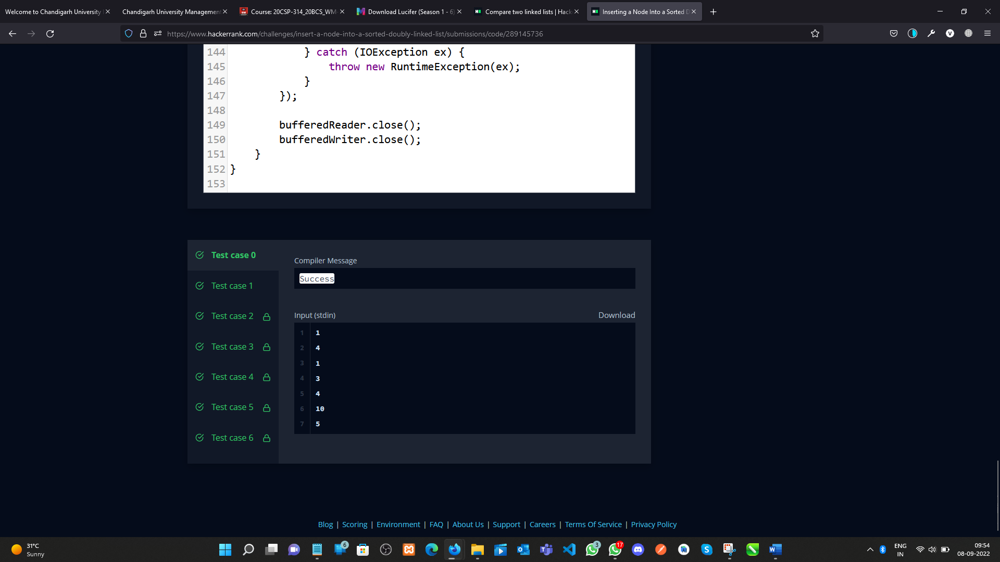 Welcome to Chandigarh University
Chandigarh University Management
Course: 20CSP-314_20BCS_WM-
Download Lucifer (Season 1 - 6)
Compare two linked lists | Hack
Inserting a Node Into a Sorted D
https://www.hackerrank.com/challenges/insert-a-node-into-a-sorted-doubly-linked-list/submissions/code/289145736
144 } catch (IOException ex) {
145 throw new RuntimeException(ex);
146 }
147 });
148
149 bufferedReader.close();
150 bufferedWriter.close();
151 }
152 }
153
Test case 0
Test case 1
Test case 2
Test case 3
Test case 4
Test case 5
Test case 6
Compiler Message
Success
Input (stdin) Download
1 1
2 4
3 1
4 3
5 4
6 10
7 5
Blog | Scoring | Environment | FAQ | About Us | Support | Careers | Terms Of Service | Privacy Policy
31°C
Sunny
6
3
17
ENG
IN
09:54
08-09-2022